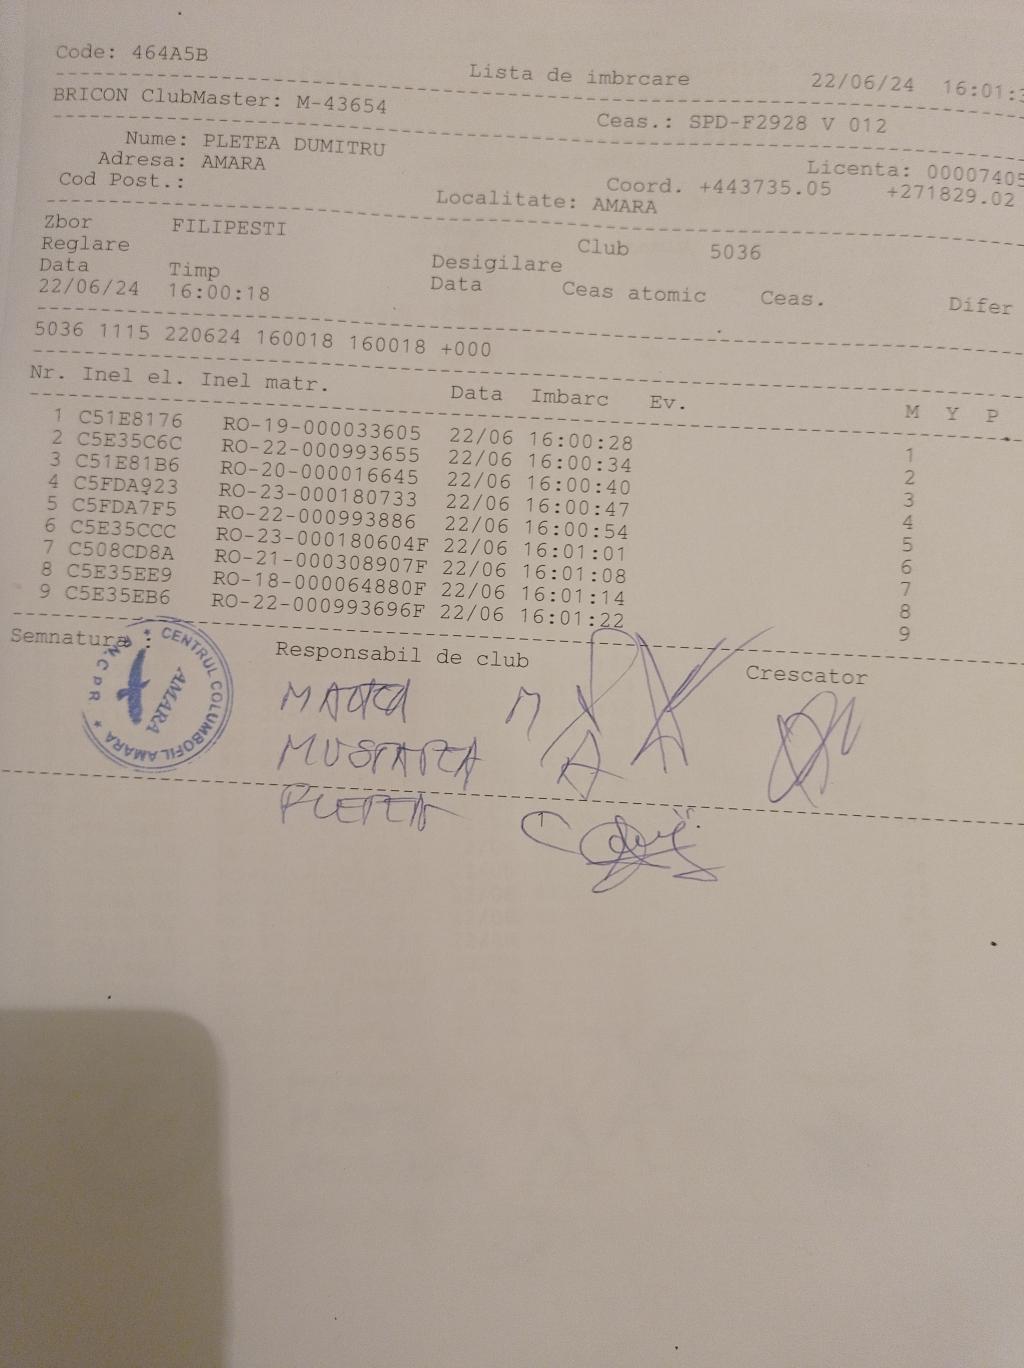 Code: 464A5B
Lista de imbrcare 22/06/24 16:01:3
BRICON ClubMaster: M-43654
Ceas.: SPD-F2928 V 012
Nume: PLETEA DUMITRU
Licenta: 00007405
Adresa: AMARA
Coord. +443735.05 +271829.02
Cod Post.:
Localitate: AMARA
Zbor FILIPESTI
Club 5036
Reglare
Desigilare
Data Timp
Data Ceas atomic Ceas. Difer
22/06/24 16:00:18
5036 1115 220624 160018 160018 +000
Nr. Inel el. Inel matr. Data Imbarc Ev. M Y P
1 C51E8176 RO-19-000033605 22/06 16:00:28 1
2 C5E35C6C RO-22-000993655 22/06 16:00:34 2
3 C51E81B6 RO-20-000016645 22/06 16:00:40 3
4 C5FDA923 RO-23-000180733 22/06 16:00:47 4
5 C5FDA7F5 RO-22-000993886 22/06 16:00:54 5
6 C5E35CCC RO-23-000180604F 22/06 16:01:01 6
7 C508CD8A RO-21-000308907F 22/06 16:01:08 7
8 C5E35EE9 RO-18-000064880F 22/06 16:01:14 8
9 C5E35EB6 RO-22-000993696F 22/06 16:01:22 9
Semnatura :
Responsabil de club
Crescator
CENTRUL COLUMBOFIL AMARA
AMARA